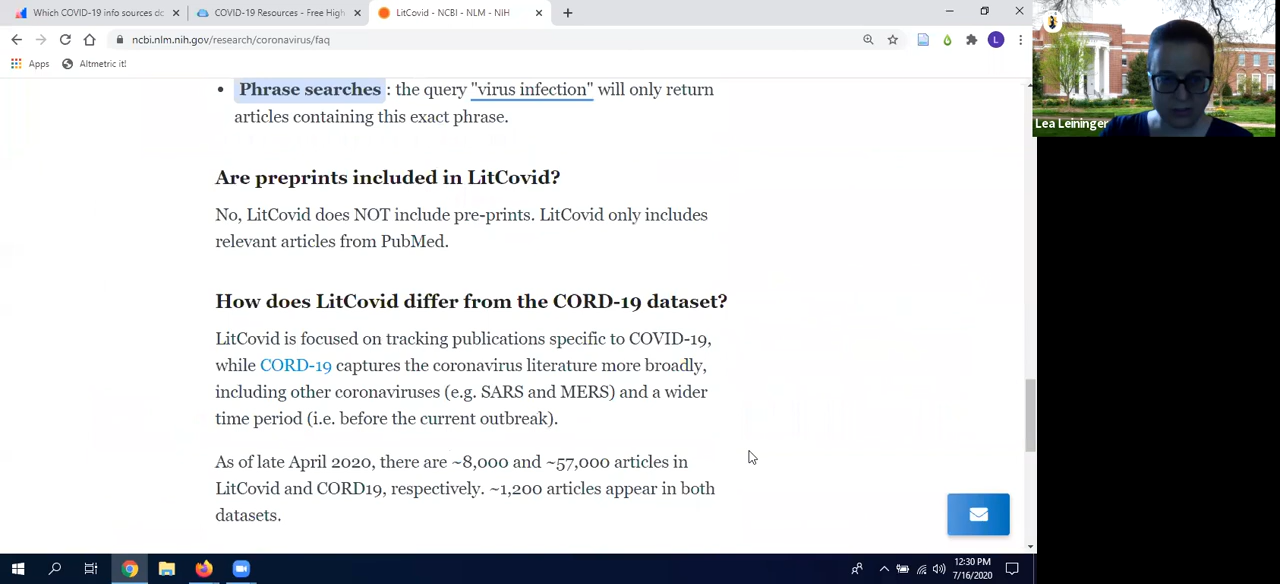 Which COVID-19 info sources do
COVID-19 Resources - Free High
LitCovid - NCBI - NLM - NIH
ncbi.nlm.nih.gov/research/coronavirus/faq
L
Apps
Altmetric it!
Lea Leininger
Phrase searches : the query "virus infection" will only return
articles containing this exact phrase.
Are preprints included in LitCovid?
No, LitCovid does NOT include pre-prints. LitCovid only includes
relevant articles from PubMed.
How does LitCovid differ from the CORD-19 dataset?
LitCovid is focused on tracking publications specific to COVID-19,
while CORD-19 captures the coronavirus literature more broadly,
including other coronaviruses (e.g. SARS and MERS) and a wider
time period (i.e. before the current outbreak).
As of late April 2020, there are ~8,000 and ~57,000 articles in
LitCovid and CORD19, respectively. ~1,200 articles appear in both
datasets.
12:30 PM
7/16/2020